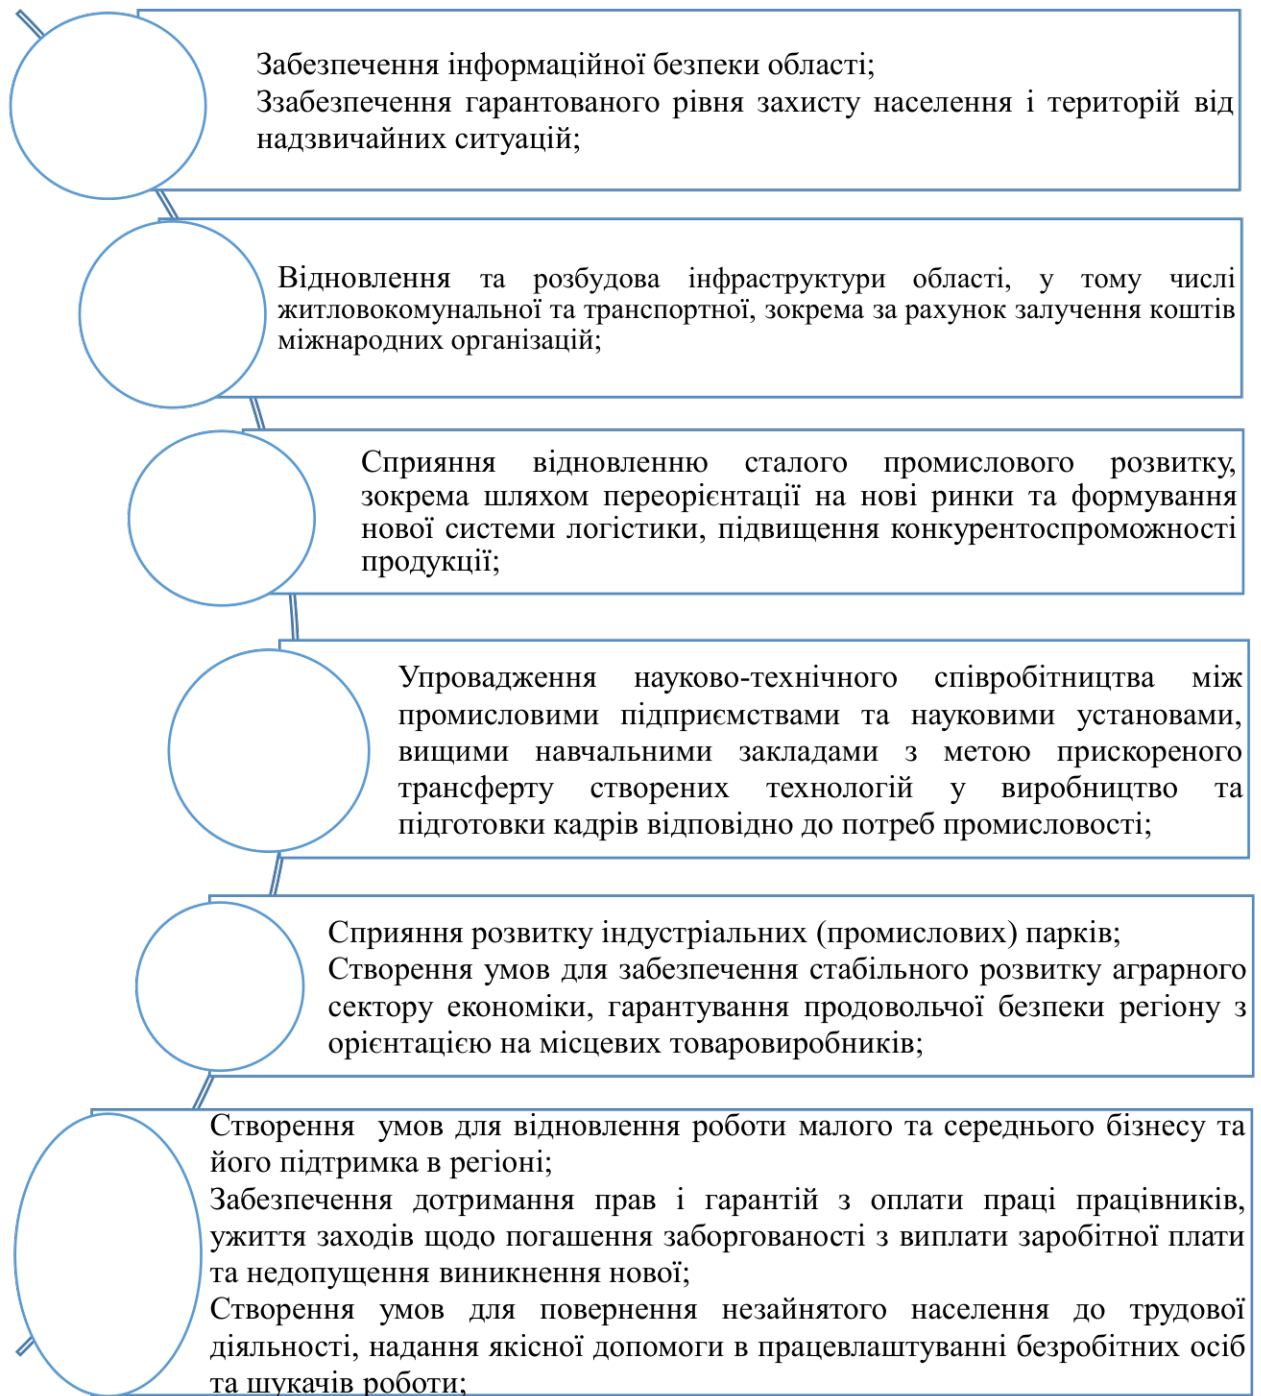 Забезпечення інформаційної безпеки області;
Ззабезпечення гарантованого рівня захисту населення і територій від
надзвичайних ситуацій;
Відновлення та розбудова інфраструктури області, у тому числі
житловокомунальної та транспортної, зокрема за рахунок залучення коштів
міжнародних організацій;
Сприяння відновленню сталого промислового розвитку,
зокрема шляхом переорієнтації на нові ринки та формування
нової системи логістики, підвищення конкурентоспроможності
продукції;
Упровадження науково-технічного співробітництва між
промисловими підприємствами та науковими установами,
вищими навчальними закладами з метою прискореного
трансферту створених технологій у виробництво та
підготовки кадрів відповідно до потреб промисловості;
Сприяння розвитку індустріальних (промислових) парків;
Створення умов для забезпечення стабільного розвитку аграрного
сектору економіки, гарантування продовольчої безпеки регіону з
орієнтацією на місцевих товаровиробників;
Створення умов для відновлення роботи малого та середнього бізнесу та
його підтримка в регіоні;
Забезпечення дотримання прав і гарантій з оплати праці працівників,
ужиття заходів щодо погашення заборгованості з виплати заробітної плати
та недопущення виникнення нової;
Створення умов для повернення незайнятого населення до трудової
діяльності, надання якісної допомоги в працевлаштуванні безробітних осіб
та шукачів роботи;